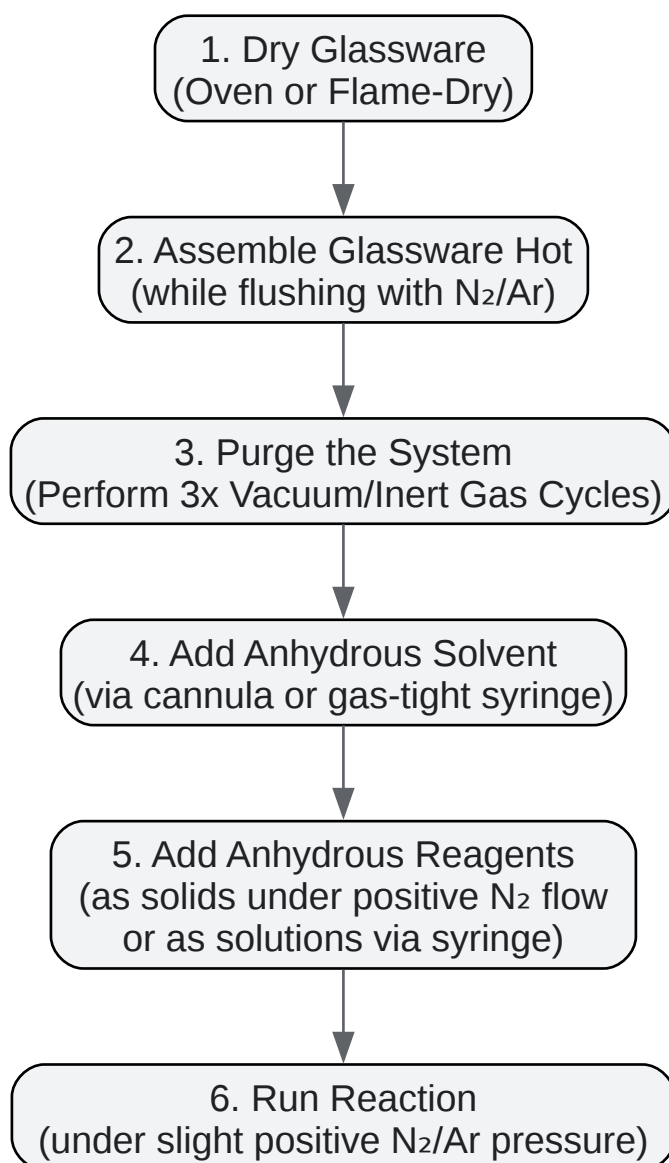 1. Dry Glassware
(Oven or Flame-Dry)
2. Assemble Glassware Hot
(while flushing with N₂/Ar)
3. Purge the System
(Perform 3x Vacuum/Inert Gas Cycles)
4. Add Anhydrous Solvent
(via cannula or gas-tight syringe)
5. Add Anhydrous Reagents
(as solids under positive N₂ flow
or as solutions via syringe)
6. Run Reaction
(under slight positive N₂/Ar pressure)